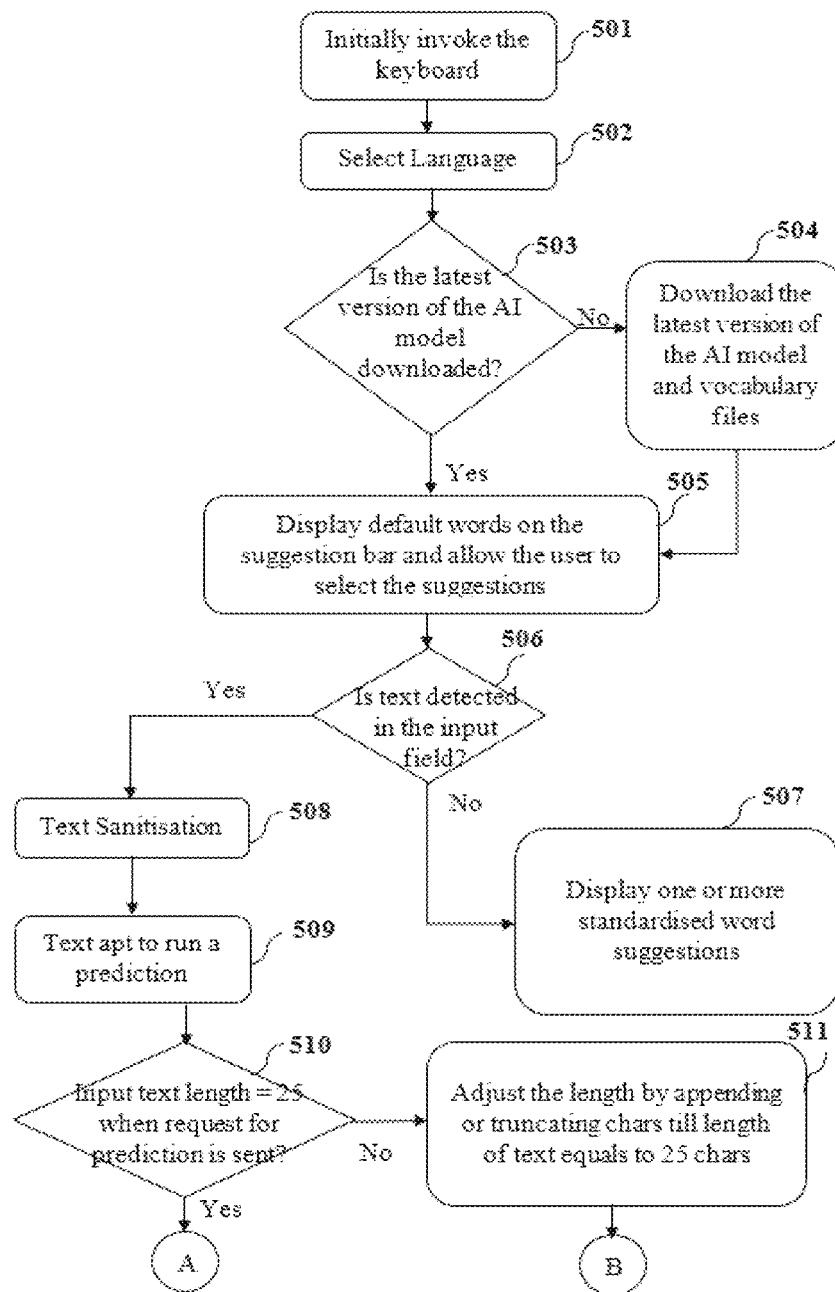 Initially invoke the
keyboard
501
Select Language
502
503
Is the latest
version of the AI
model
downloaded?
No
504
Download the
latest version of
the AI model
and vocabulary
files
Yes
505
Display default words on the
suggestion bar and allow the user to
select the suggestions
506
Is text detected
in the input
field?
Yes
No
Text Sanitisation
508
507
Display one or more
standardised word
suggestions
Text apt to run a
prediction
509
510
Input text length = 25
when request for
prediction is sent?
No
511
Adjust the length by appending
or truncating chars till length
of text equals to 25 chars
Yes
A
B